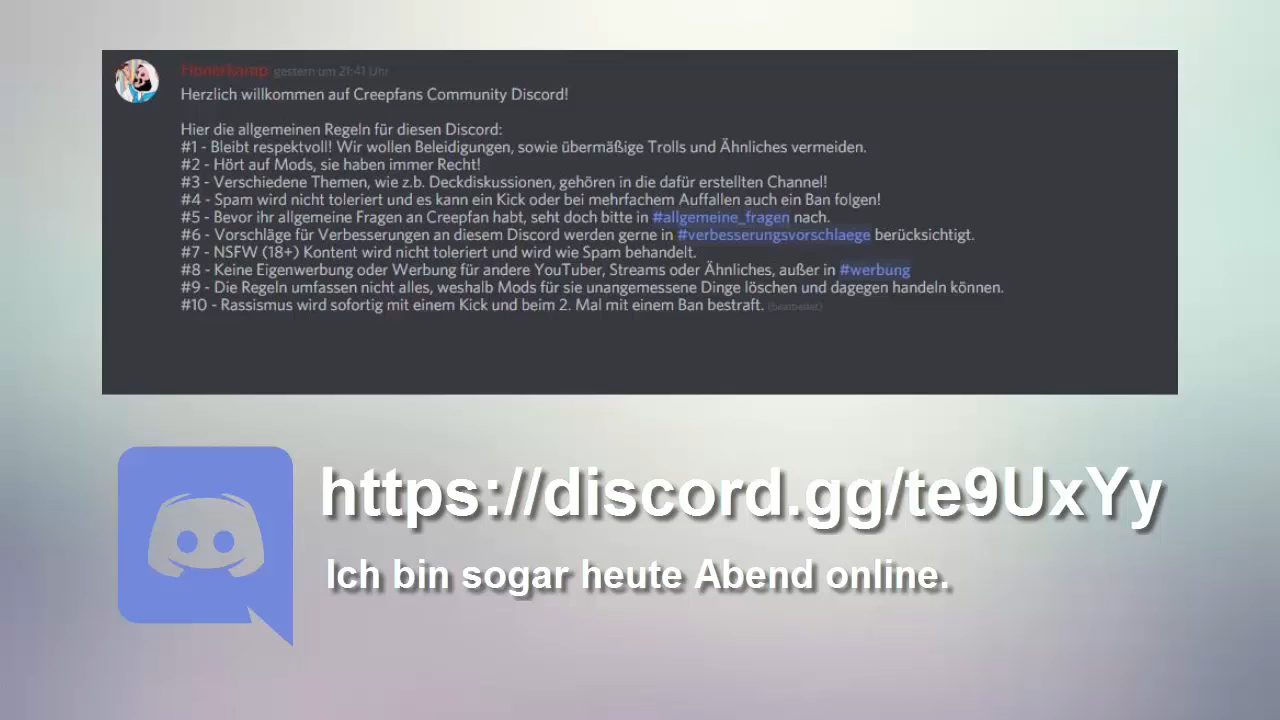 Honerkamp gestern um 21:41 Uhr
Herzlich willkommen auf Creepfans Community Discord!
Hier die allgemeinen Regeln für diesen Discord:
#1 - Bleibt respektvoll! Wir wollen Beleidigungen, sowie übermäßige Trolls und Ähnliches vermeiden.
#2 - Hört auf Mods, sie haben immer Recht!
#3 - Verschiedene Themen, wie z.b. Deckdiskussionen, gehören in die dafür erstellten Channel!
#4 - Spam wird nicht toleriert und es kann ein Kick oder bei mehrfachem Auffallen auch ein Ban folgen!
#5 - Bevor ihr allgemeine Fragen an Creepfan habt, seht doch bitte in #allgemeine_fragen nach.
#6 - Vorschläge für Verbesserungen an diesem Discord werden gerne in #verbesserungsvorschlaege berücksichtigt.
#7 - NSFW (18+) Kontent wird nicht toleriert und wird wie Spam behandelt.
#8 - Keine Eigenwerbung oder Werbung für andere YouTuber, Streams oder Ähnliches, außer in #werbung
#9 - Die Regeln umfassen nicht alles, weshalb Mods für sie unangemessene Dinge löschen und dagegen handeln können.
#10 - Rassismus wird sofortig mit einem Kick und beim 2. Mal mit einem Ban bestraft. (bearbeitet)
https://discord.gg/te9UxYy
Ich bin sogar heute Abend online.